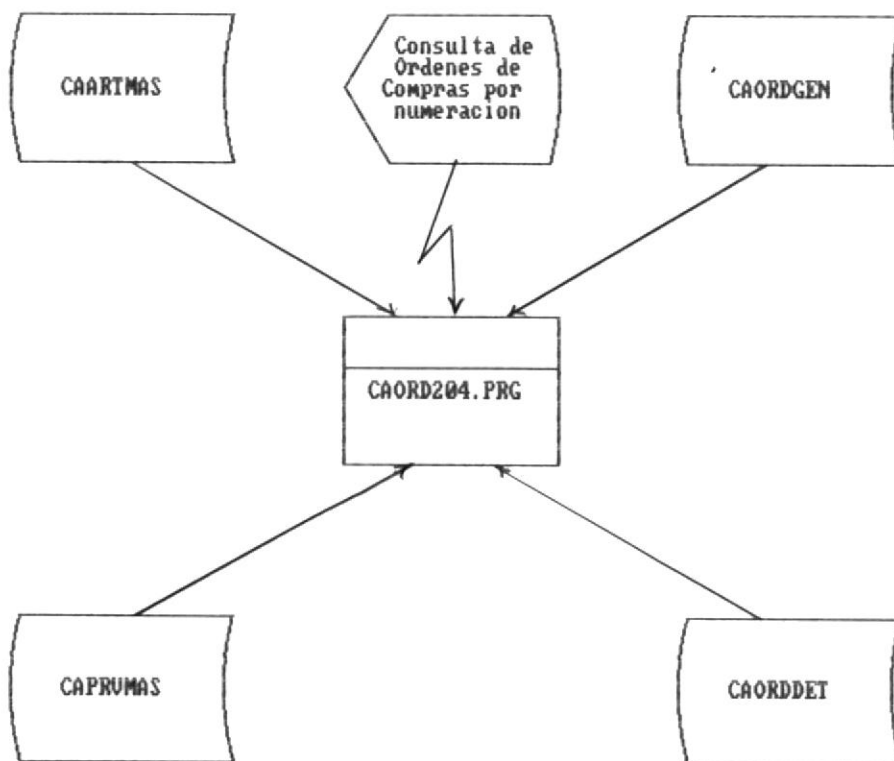 CAARTMAS
Consulta de
Ordenes de
Compras por
numeracion
CAORDGEN
CAORD204.PRG
CAPRVMAS
CAORDDET